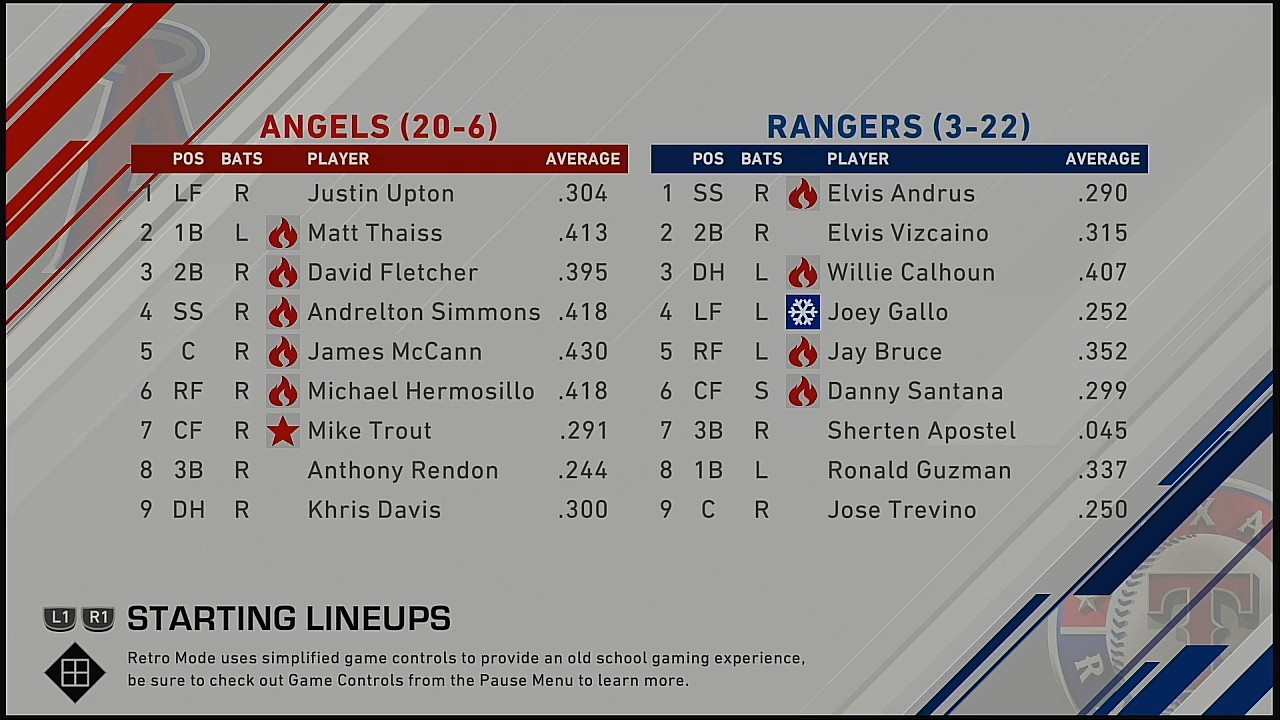 ANGELS (20-6)
POS BATS PLAYER AVERAGE
1 LF R Justin Upton .304
2 1B L Matt Thaiss .413
3 2B R David Fletcher .395
4 SS R Andrelton Simmons .418
5 C R James McCann .430
6 RF R Michael Hermosillo .418
7 CF R Mike Trout .291
8 3B R Anthony Rendon .244
9 DH R Khris Davis .300
RANGERS (3-22)
POS BATS PLAYER AVERAGE
1 SS R Elvis Andrus .290
2 2B R Elvis Vizcaino .315
3 DH L Willie Calhoun .407
4 LF L Joey Gallo .252
5 RF L Jay Bruce .352
6 CF S Danny Santana .299
7 3B R Sherten Apostel .045
8 1B L Ronald Guzman .337
9 C R Jose Trevino .250
L1 R1 STARTING LINEUPS
Retro Mode uses simplified game controls to provide an old school gaming experience,
be sure to check out Game Controls from the Pause Menu to learn more.